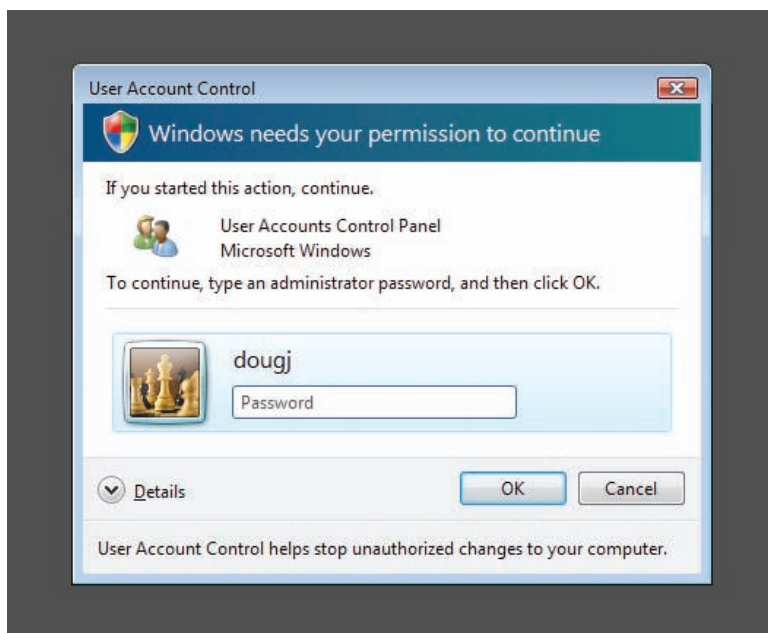 User Account Control
Windows needs your permission to continue
If you started this action, continue.
User Accounts Control Panel
Microsoft Windows
To continue, type an administrator password, and then click OK.
dougj
Password
Details
OK
Cancel
User Account Control helps stop unauthorized changes to your computer.